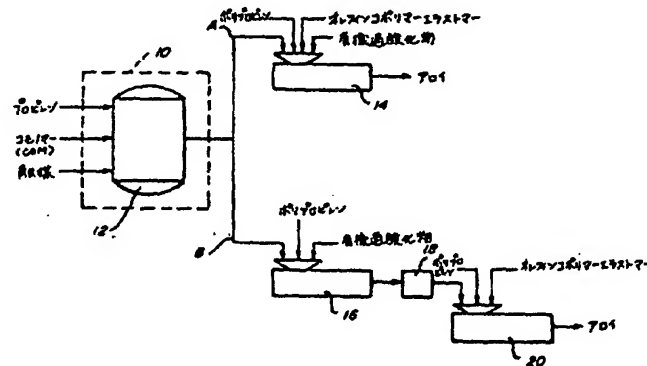 A
ポリプロピレン
オレフィンコポリマーエラストマー
有機過酸化物
10
14
アロイ
プロピレン
コモノマー
(COM)
触媒
12
ポリプロピレン
B
有機過酸化物
16
18
ポリプロ
ピレン
オレフィンコポリマーエラストマー
20
アロイ